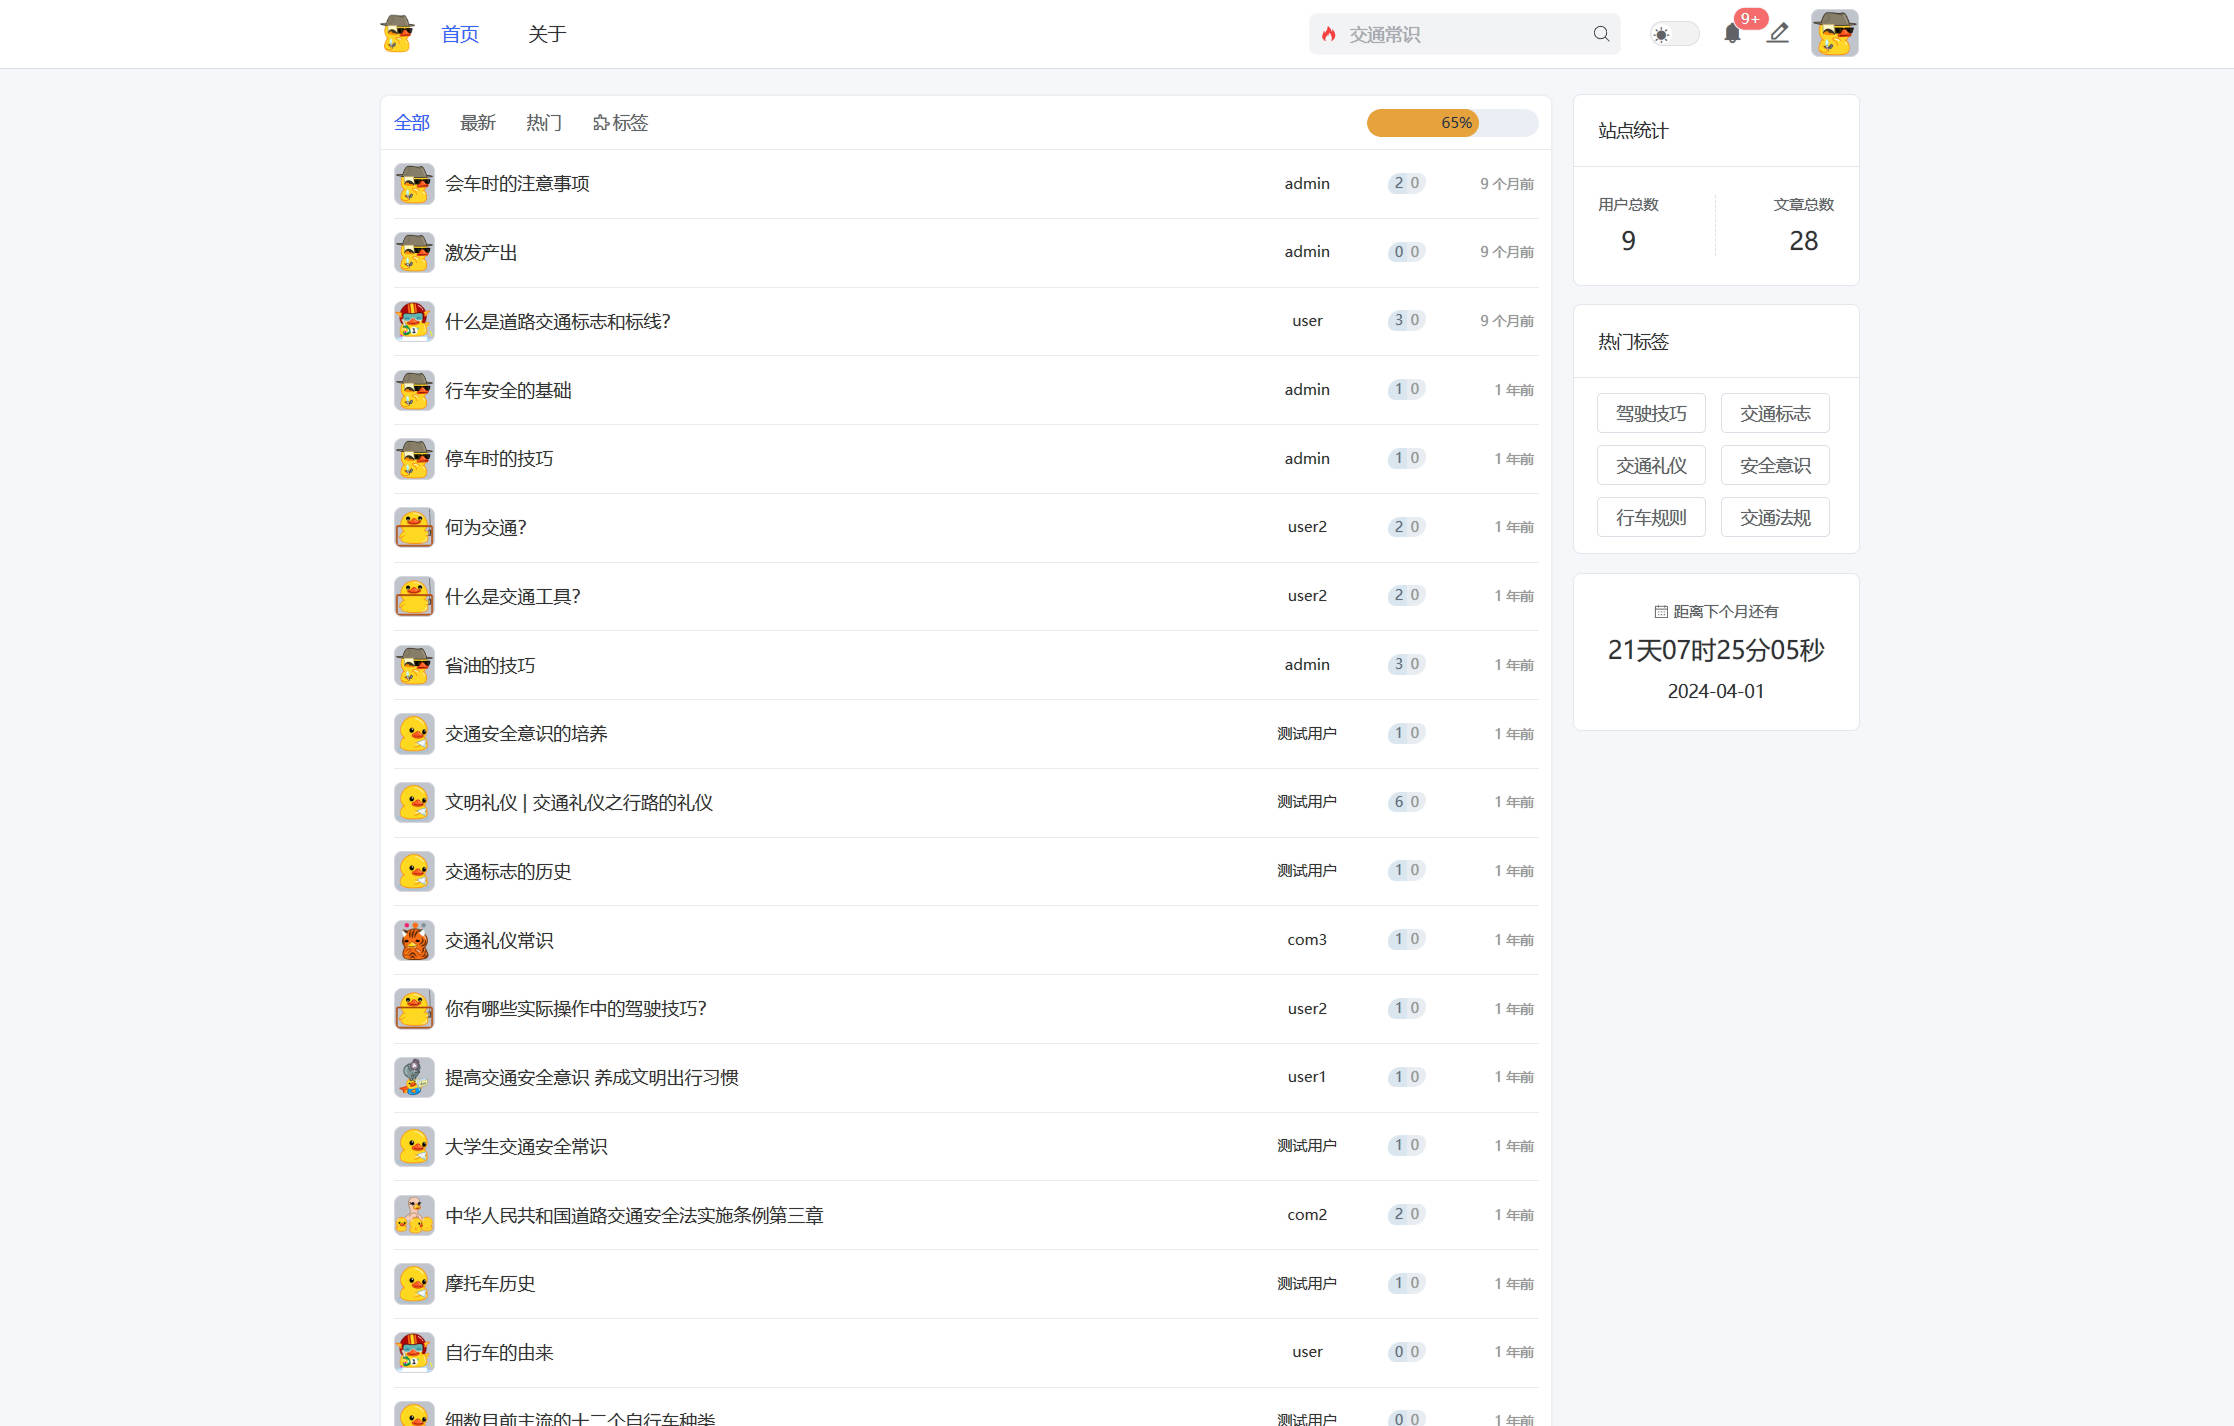 首页 关于 交通常识 9+
全部 最新 热门 标签 65%
会车时的注意事项 admin 2 0 9 个月前
激发产出 admin 0 0 9 个月前
什么是道路交通标志和标线? user 3 0 9 个月前
行车安全的基础 admin 1 0 1 年前
停车时的技巧 admin 1 0 1 年前
何为交通? user2 2 0 1 年前
什么是交通工具? user2 2 0 1 年前
省油的技巧 admin 3 0 1 年前
交通安全意识的培养 测试用户 1 0 1 年前
文明礼仪 | 交通礼仪之行路的礼仪 测试用户 6 0 1 年前
交通标志的历史 测试用户 1 0 1 年前
交通礼仪常识 com3 1 0 1 年前
你有哪些实际操作中的驾驶技巧? user2 1 0 1 年前
提高交通安全意识 养成文明出行习惯 user1 1 0 1 年前
大学生交通安全常识 测试用户 1 0 1 年前
中华人民共和国道路交通安全法实施条例第三章 com2 2 0 1 年前
摩托车历史 测试用户 1 0 1 年前
自行车的由来 user 0 0 1 年前
细数目前主流的十二个自行车种类 测试用户 0 0 1 年前
站点统计
用户总数 文章总数
9 28
热门标签
驾驶技巧 交通标志
交通礼仪 安全意识
行车规则 交通法规
距离下个月还有
21天07时25分05秒
2024-04-01